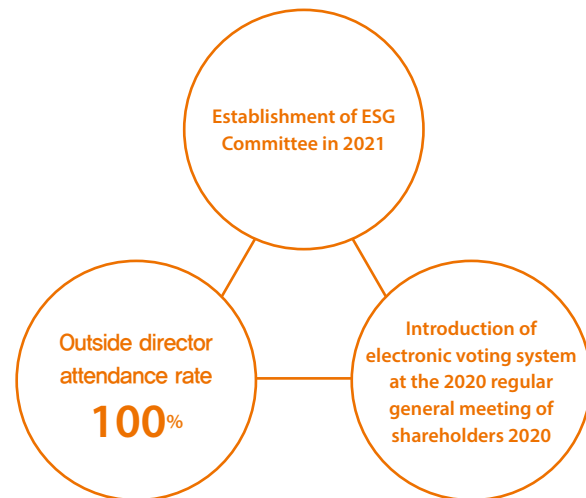 Establishment of ESG
Committee in 2021
Outside director
attendance rate
100%
Introduction of
electronic voting system
at the 2020 regular
general meeting of
shareholders 2020